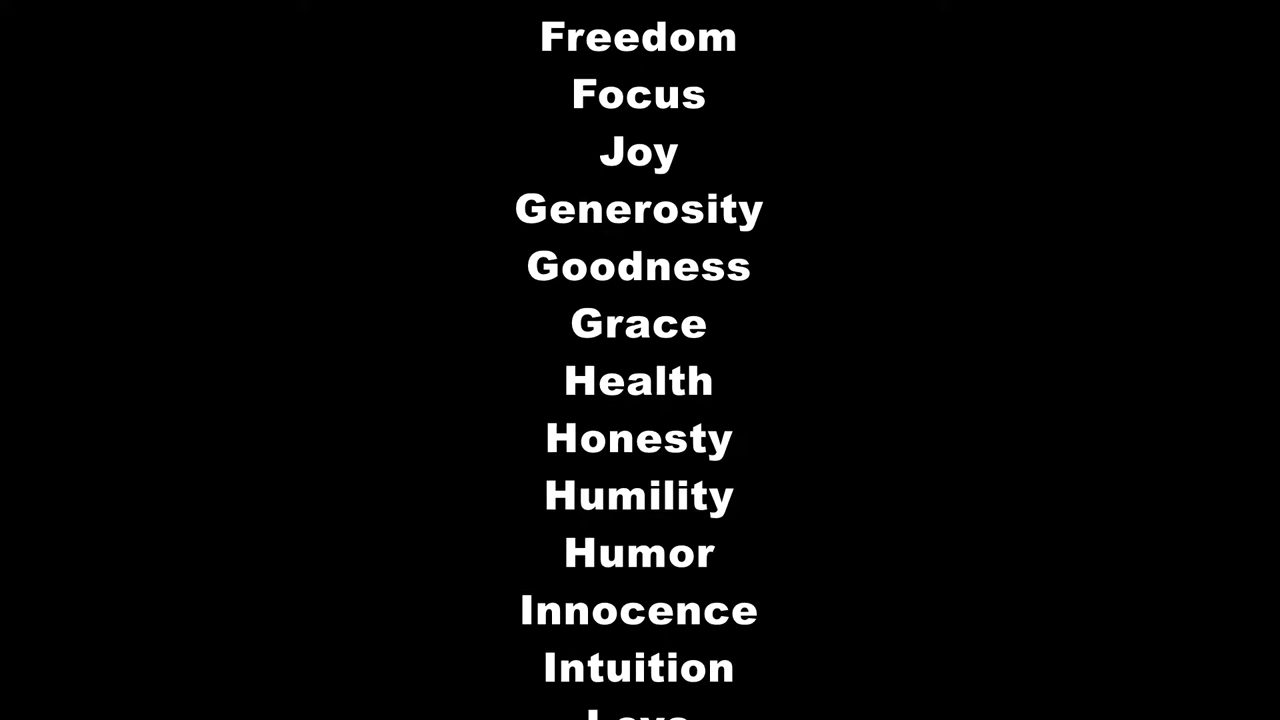 Freedom
Focus
Joy
Generosity
Goodness
Grace
Health
Honesty
Humility
Humor
Innocence
Intuition